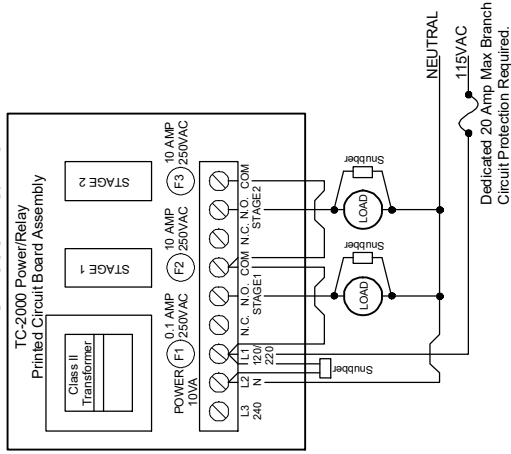 TC-2000 Power/Relay
Printed Circuit Board Assembly
Class II
Transformer
STAGE 1
STAGE 2
POWER
10VA
F1
0.1 AMP
250VAC
F2
10 AMP
250VAC
F3
10 AMP
250VAC
L3
240
L2
N
L1
120/
220
N.C. N.O. COM
STAGE1
N.C. N.O. COM
STAGE2
Snubber
LOAD
Snubber
LOAD
Snubber
NEUTRAL
115VAC
Dedicated 20 Amp Max Branch
Circuit Protection Required.